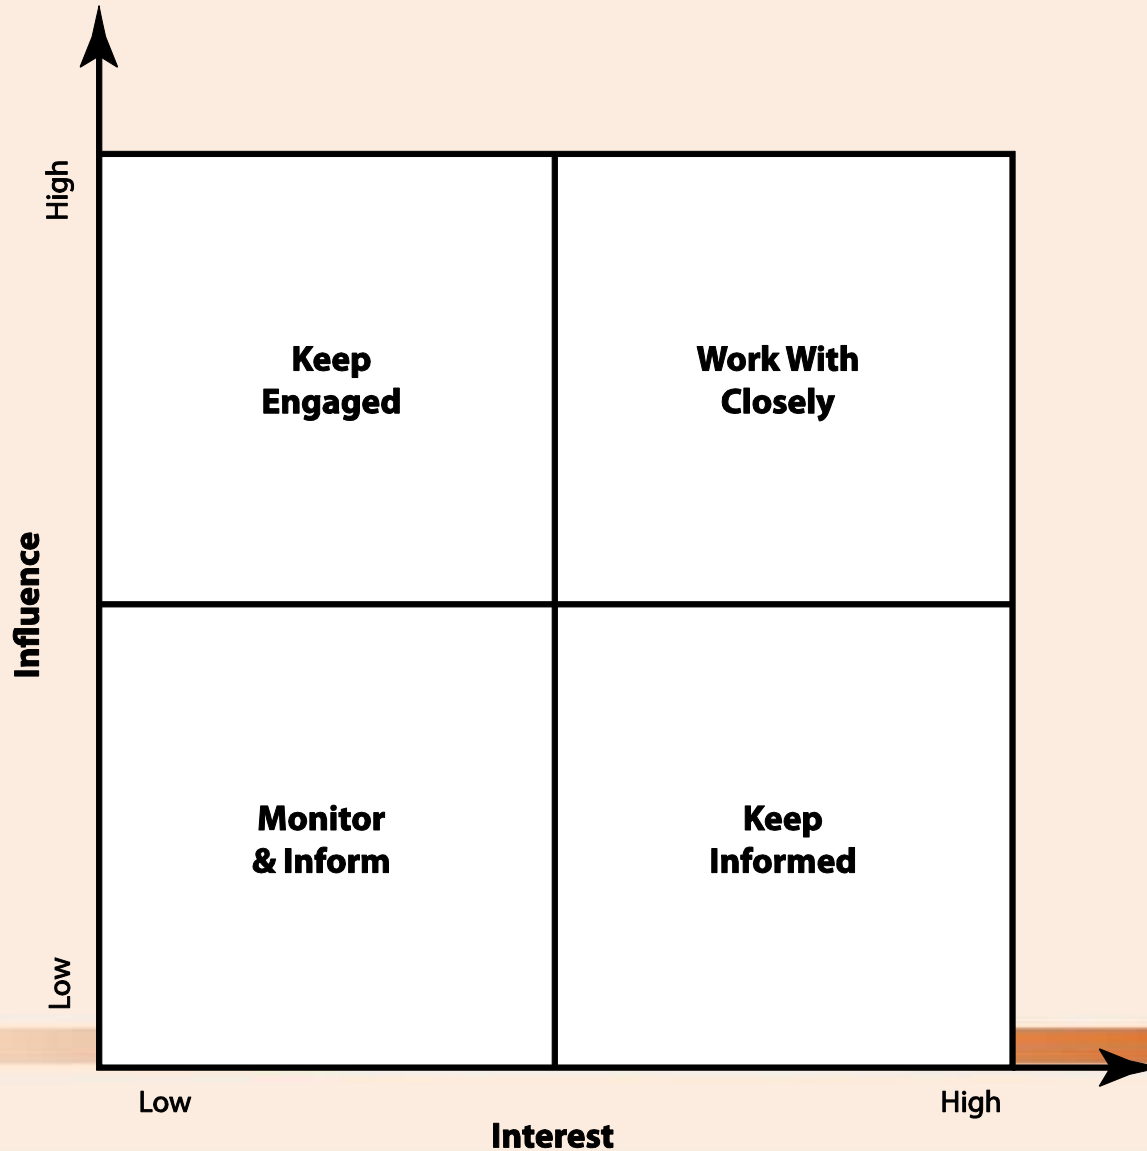 High
Keep
Engaged
Work With
Closely
Influence
Monitor
& Inform
Keep
Informed
Low
Low
High
Interest